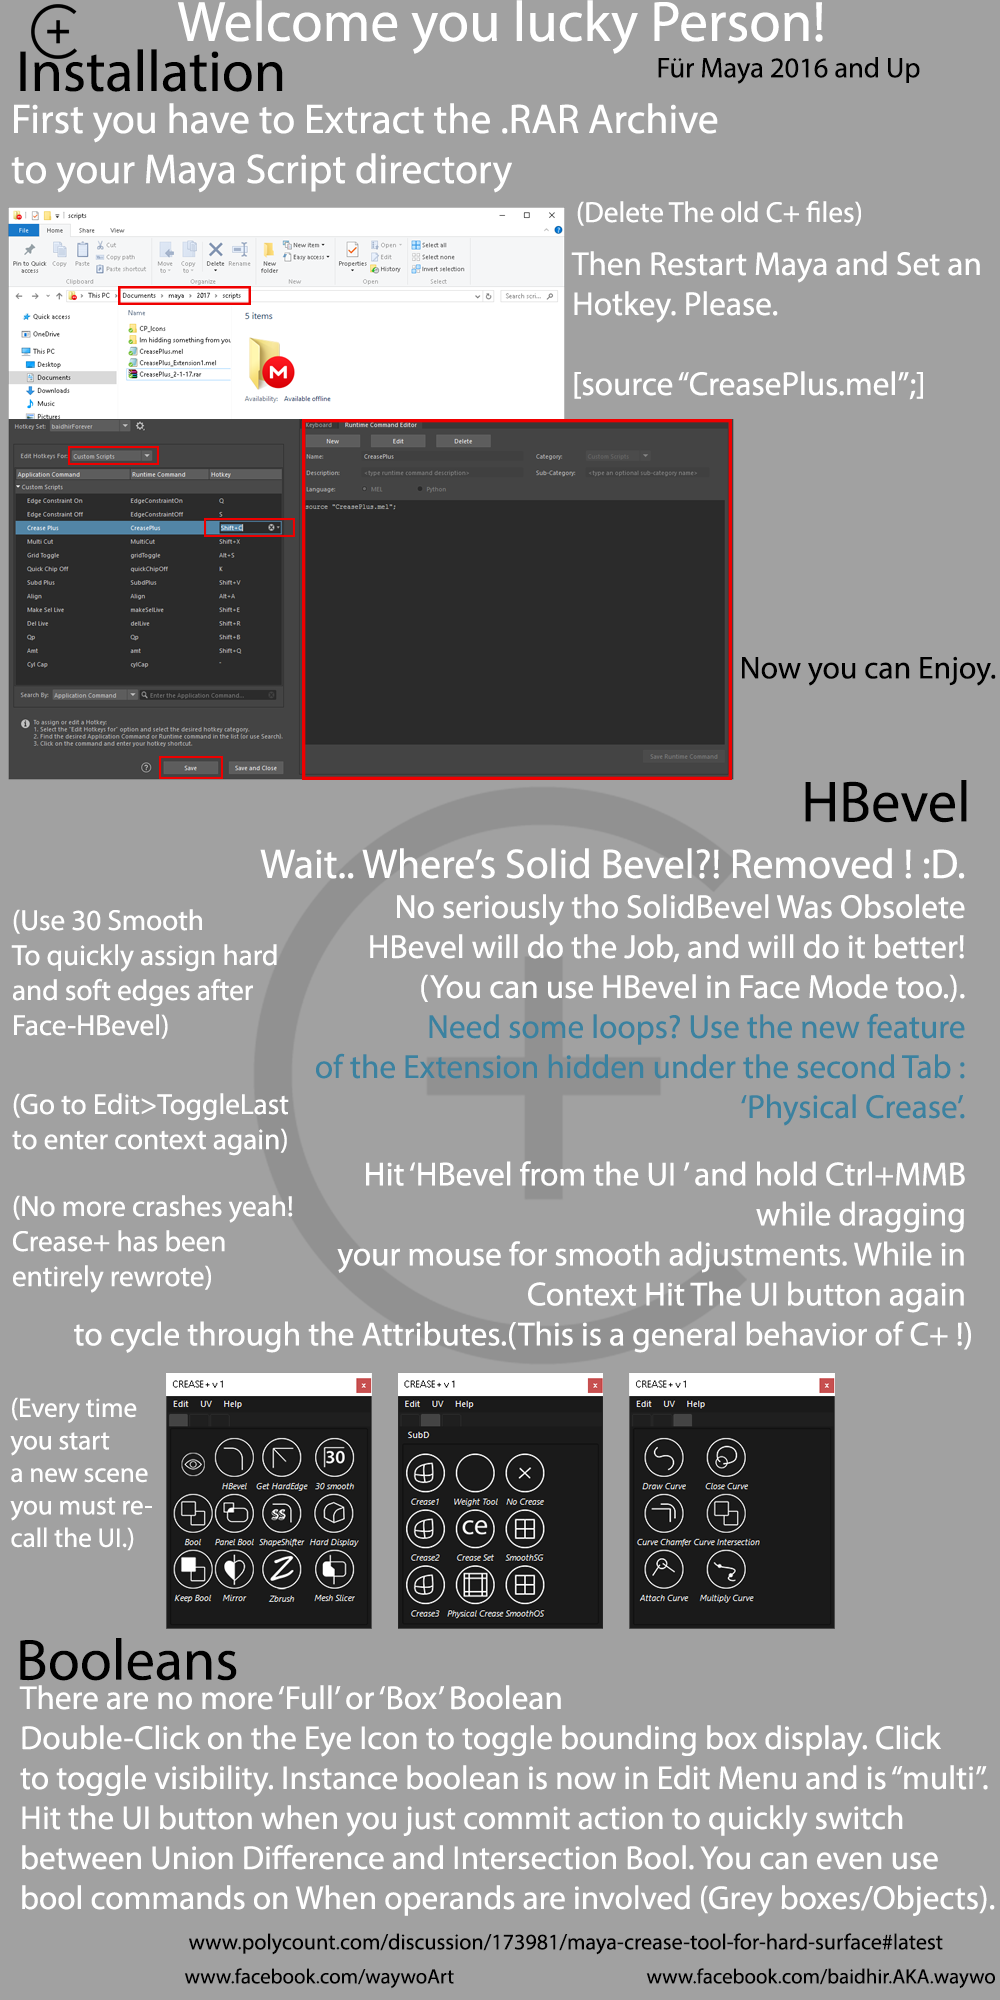 Welcome you lucky Person!
C+
Installation
Für Maya 2016 and Up
First you have to Extract the .RAR Archive
to your Maya Script directory
(Delete The old C+ files)
Then Restart Maya and Set an
Hotkey. Please.
[source “CreasePlus.mel”;]
scripts
File Home Share View
Pin to Quick access
Copy
Paste
Cut
Copy path
Paste shortcut
Move to
Copy to
Delete
Rename
New folder
New item
Easy access
Properties
Open
Edit
History
Select all
Select none
Invert selection
Clipboard Organize New Open Select
This PC > Documents > maya > 2017 > scripts
Search scri...
Quick access
OneDrive
This PC
Desktop
Documents
Downloads
Music
Pictures
Name
CP_Icons
Im hidding something from you
CreasePlus.mel
CreasePlus_Extension1.mel
CreasePlus_2-1-17.rar
5 items
M
Availability: Available offline
Hotkey Set: baidhirForever
Edit Hotkeys For: Custom Scripts
Application Command Runtime Command Hotkey
Custom Scripts
Edge Constraint On EdgeConstraintOn Q
Edge Constraint Off EdgeConstraintOff S
Crease Plus CreasePlus Shift+C
Multi Cut MultiCut Shift+X
Grid Toggle gridToggle Alt+S
Quick Chip Off quickChipOff K
Subd Plus SubdPlus Shift+V
Align Align Alt+A
Make Sel Live makeSelLive Shift+E
Del Live delLive Shift+R
Qp Qp Shift+B
Amt amt Shift+Q
Cyl Cap cylCap
Search By: Application Command Enter the Application Command...
To assign or edit a Hotkey:
1. Select the "Edit Hotkeys for" option and select the desired hotkey category.
2. Find the desired Application Command or Runtime command in the list (or use Search).
3. Click on the command and enter your hotkey shortcut.
? Save Save and Close
Keyboard Runtime Command Editor
New Edit Delete
Name: CreasePlus Category: Custom Scripts
Description: <type runtime command description> Sub-Category: <type an optional sub-category name>
Language: MEL Python
source "CreasePlus.mel";
Save Runtime Command
Now you can Enjoy.
HBevel
Wait.. Where’s Solid Bevel?! Removed ! :D.
No seriously tho SolidBevel Was Obsolete
HBevel will do the Job, and will do it better!
(You can use HBevel in Face Mode too.).
Need some loops? Use the new feature
of the Extension hidden under the second Tab :
‘Physical Crease’.
(Use 30 Smooth
To quickly assign hard
and soft edges after
Face-HBevel)
(Go to Edit>ToggleLast
to enter context again)
(No more crashes yeah!
Crease+ has been
entirely rewrote)
Hit ‘HBevel from the UI ’ and hold Ctrl+MMB
while dragging
your mouse for smooth adjustments. While in
Context Hit The UI button again
to cycle through the Attributes.(This is a general behavior of C+ !)
(Every time
you start
a new scene
you must re-
call the UI.)
CREASE+ v 1
x
Edit UV Help
30
HBevel Get HardEdge 30 smooth
SS
Bool Panel Bool ShapeShifter Hard Display
Z
Keep Bool Mirror Zbrush Mesh Slicer
CREASE+ v 1
x
Edit UV Help
SubD
Crease1 Weight Tool No Crease
ce
Crease2 Crease Set SmoothSG
Crease3 Physical Crease SmoothOS
CREASE+ v 1
x
Edit UV Help
Draw Curve Close Curve
Curve Chamfer Curve Intersection
Attach Curve Multiply Curve
Booleans
There are no more ‘Full’ or ‘Box’ Boolean
Double-Click on the Eye Icon to toggle bounding box display. Click
to toggle visibility. Instance boolean is now in Edit Menu and is “multi”.
Hit the UI button when you just commit action to quickly switch
between Union Difference and Intersection Bool. You can even use
bool commands on When operands are involved (Grey boxes/Objects).
www.polycount.com/discussion/173981/maya-crease-tool-for-hard-surface#latest
www.facebook.com/waywoArt
www.facebook.com/baidhir.AKA.waywo